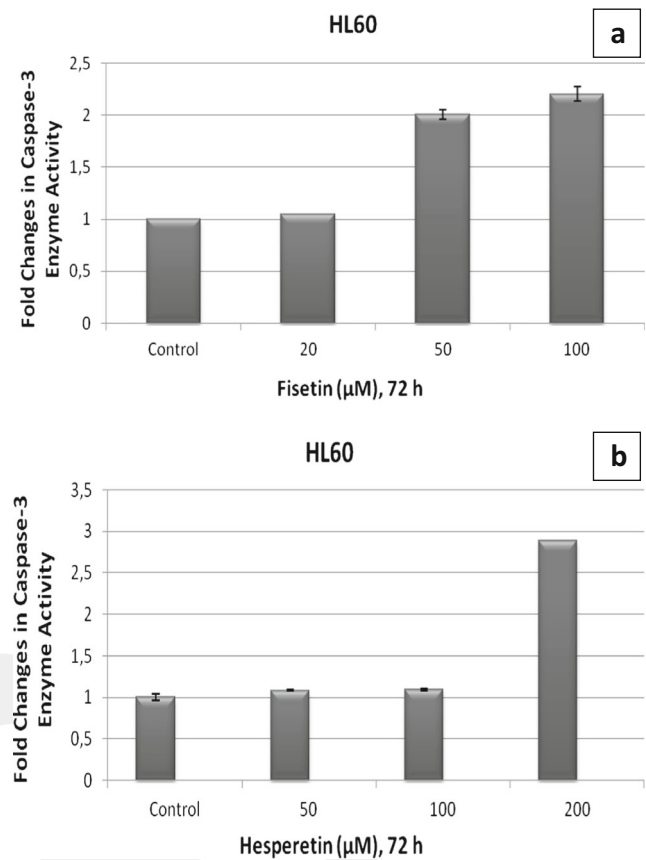 HL60
a
Fold Changes in Caspase-3
Enzyme Activity
2,5
2
1,5
1
0,5
0
Control 20 50 100
Fisetin (µM), 72 h
HL60
b
Fold Changes in Caspase-3
Enzyme Activity
3,5
3
2,5
2
1,5
1
0,5
0
Control 50 100 200
Hesperetin (µM), 72 h